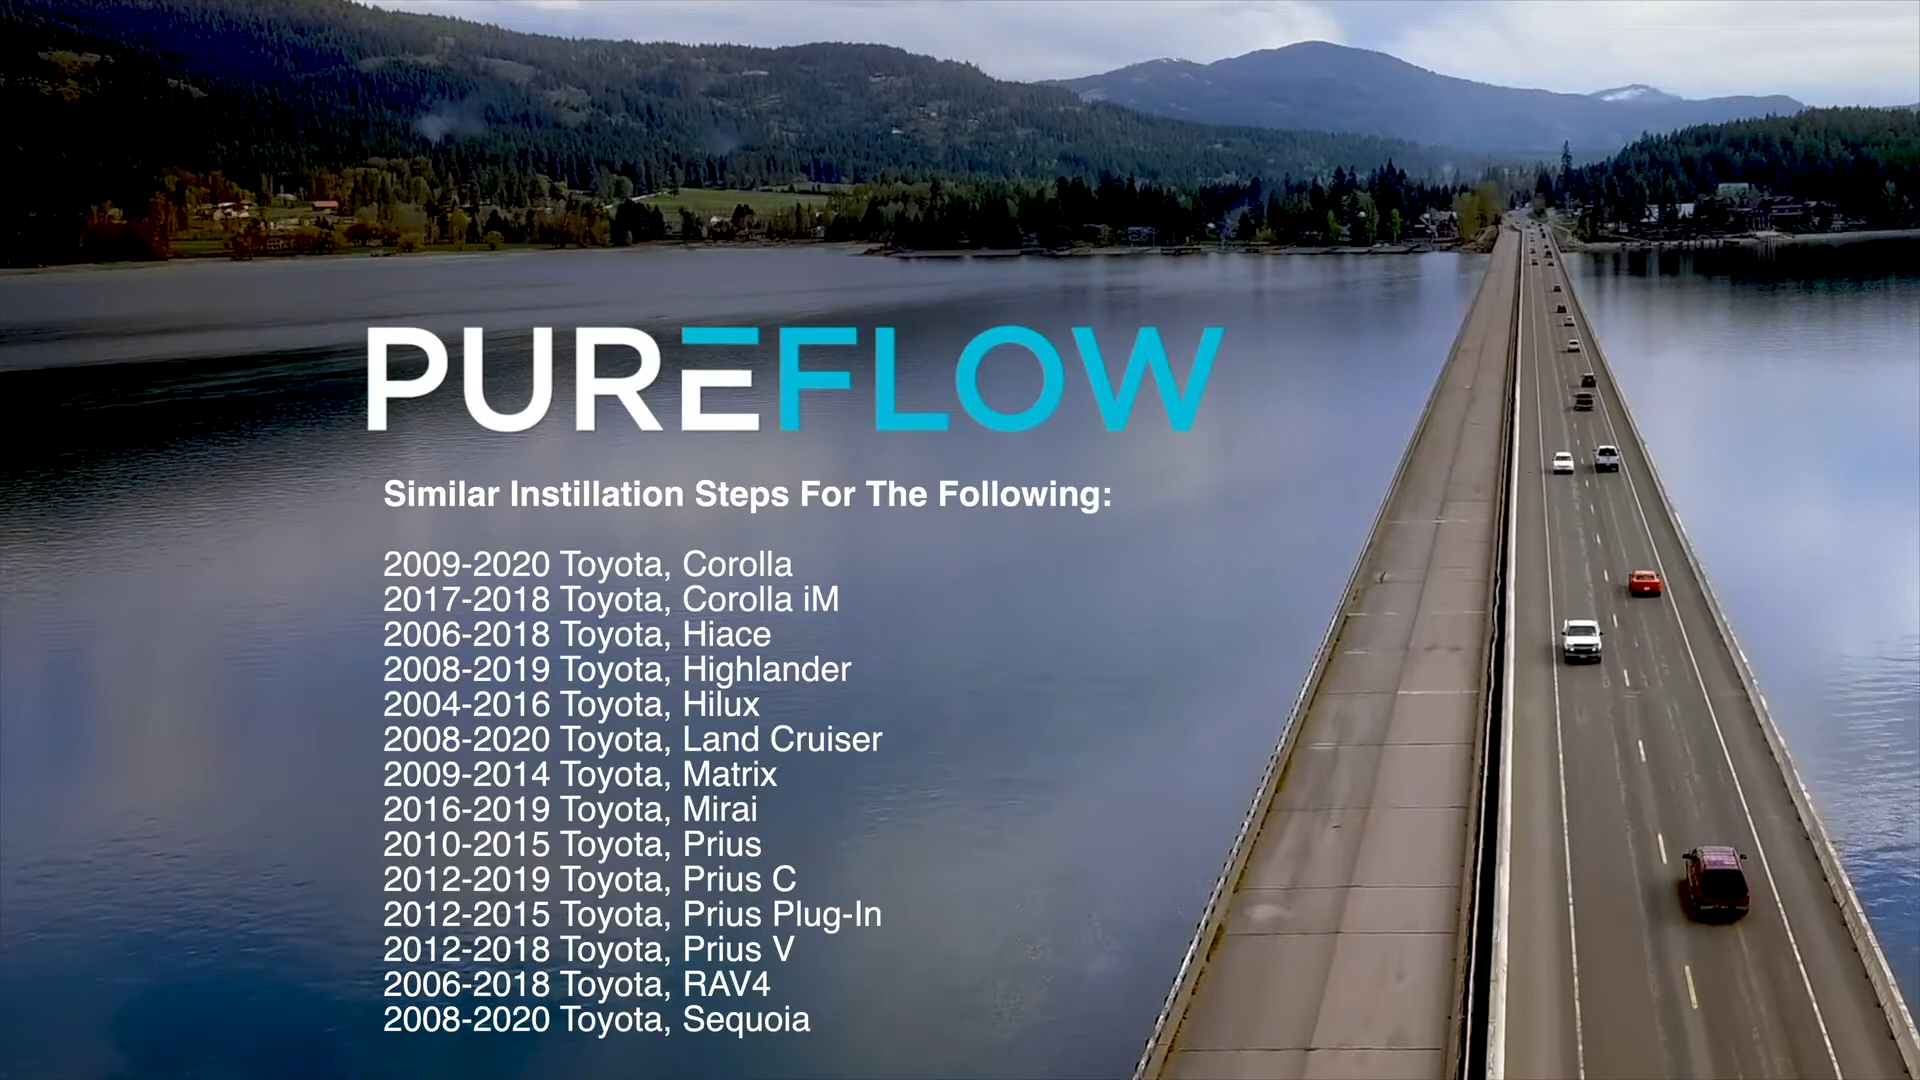 PUREFLOW
Similar Instillation Steps For The Following:
2009-2020 Toyota, Corolla
2017-2018 Toyota, Corolla iM
2006-2018 Toyota, Hiace
2008-2019 Toyota, Highlander
2004-2016 Toyota, Hilux
2008-2020 Toyota, Land Cruiser
2009-2014 Toyota, Matrix
2016-2019 Toyota, Mirai
2010-2015 Toyota, Prius
2012-2019 Toyota, Prius C
2012-2015 Toyota, Prius Plug-In
2012-2018 Toyota, Prius V
2006-2018 Toyota, RAV4
2008-2020 Toyota, Sequoia